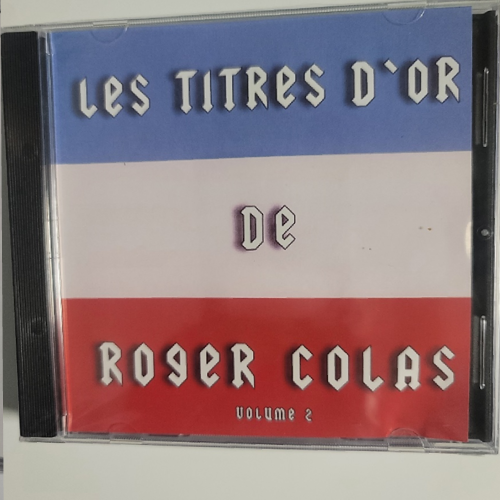 Les Titres D`Or
De
Roger Colas
Volume 2